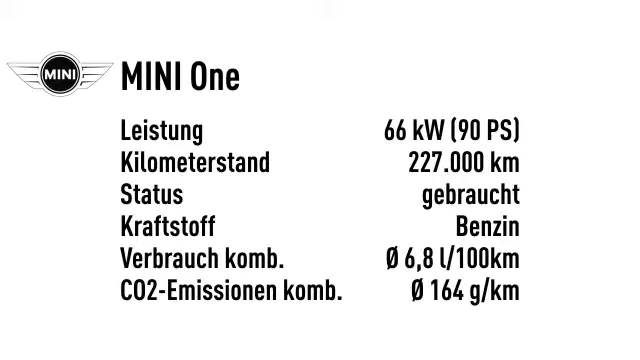 MINI
MINI One
Leistung 66 kW (90 PS)
Kilometerstand 227.000 km
Status gebraucht
Kraftstoff Benzin
Verbrauch komb. Ø 6,8 l/100km
CO2-Emissionen komb. Ø 164 g/km